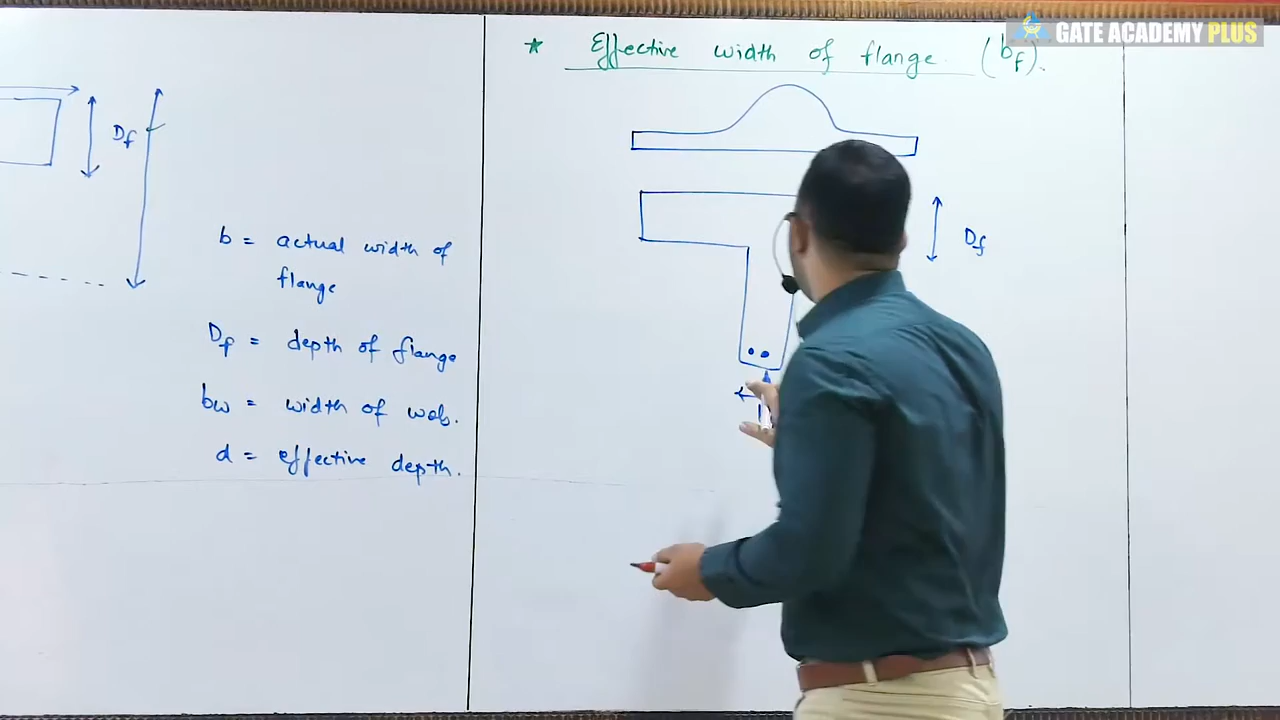 GATE ACADEMY PLUS
* Effective width of flange. (bf).
Df
b = actual width of
flange
Df = depth of flange
bw = width of web.
d = effective depth.
Df